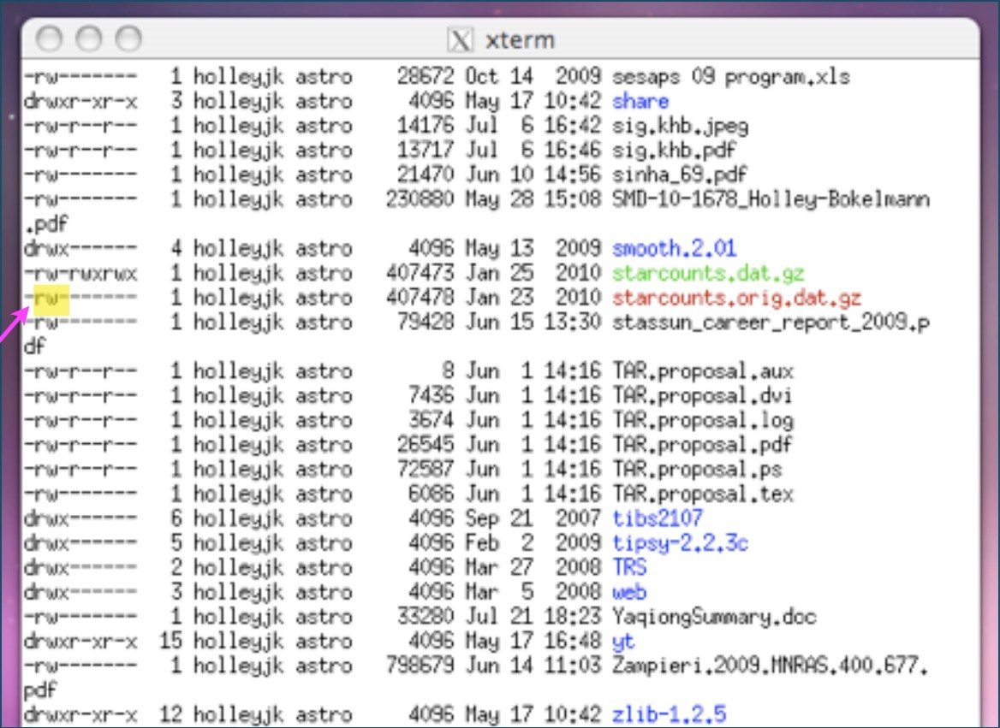 X xterm
-rw------- 1 holleyjk astro 28672 Oct 14 2009 sesaps 09 program.xls
drwxr-xr-x 3 holleyjk astro 4096 May 17 10:42 share
-rw-r--r-- 1 holleyjk astro 14176 Jul 6 16:42 sig.khb.jpeg
-rw-r--r-- 1 holleyjk astro 13717 Jul 6 16:46 sig.khb.pdf
-rw------- 1 holleyjk astro 21470 Jun 10 14:56 sinha_69.pdf
-rw------- 1 holleyjk astro 230880 May 28 15:08 SMD-10-1678_Holley-Bokelmann
.pdf
drwx------ 4 holleyjk astro 4096 May 13 2009 smooth.2.01
-rw-rwxrwx 1 holleyjk astro 407473 Jan 25 2010 starcounts.dat.gz
-rw------- 1 holleyjk astro 407478 Jan 23 2010 starcounts.orig.dat.gz
-rw------- 1 holleyjk astro 79428 Jun 15 13:30 stassun_career_report_2009.p
df
-rw-r--r-- 1 holleyjk astro 8 Jun 1 14:16 TAR.proposal.aux
-rw-r--r-- 1 holleyjk astro 7436 Jun 1 14:16 TAR.proposal.dvi
-rw-r--r-- 1 holleyjk astro 3674 Jun 1 14:16 TAR.proposal.log
-rw-r--r-- 1 holleyjk astro 26545 Jun 1 14:16 TAR.proposal.pdf
-rw-r--r-- 1 holleyjk astro 72587 Jun 1 14:16 TAR.proposal.ps
-rw------- 1 holleyjk astro 6086 Jun 1 14:16 TAR.proposal.tex
drwx------ 6 holleyjk astro 4096 Sep 21 2007 tibs2107
drwx------ 5 holleyjk astro 4096 Feb 2 2009 tipsy-2.2.3c
drwx------ 2 holleyjk astro 4096 Mar 27 2008 TRS
drwx------ 3 holleyjk astro 4096 Mar 5 2008 web
-rw------- 1 holleyjk astro 33280 Jul 21 18:23 YaqiongSummary.doc
drwxr-xr-x 15 holleyjk astro 4096 May 17 16:48 yt
-rw------- 1 holleyjk astro 798679 Jun 14 11:03 Zampieri.2009.MNRAS.400.677.
pdf
drwxr-xr-x 12 holleyjk astro 4096 May 17 10:42 zlib-1.2.5